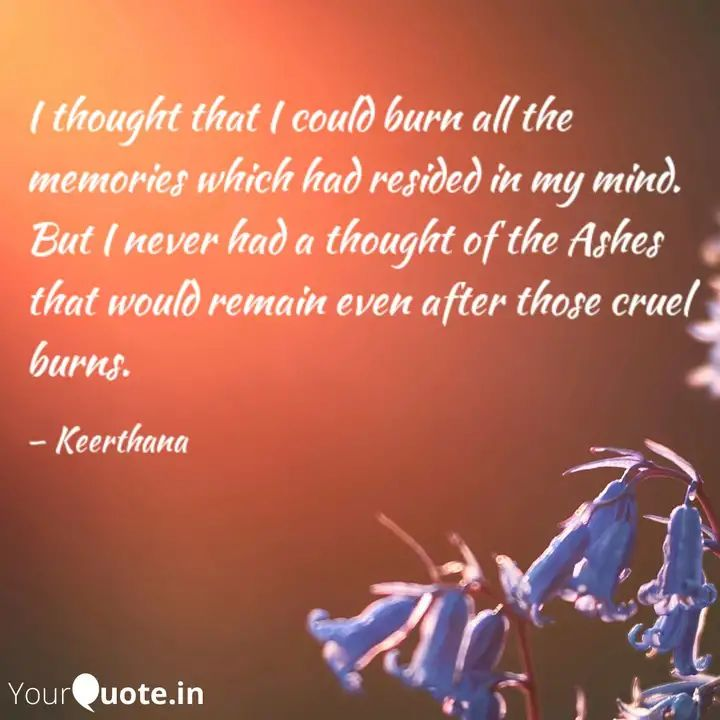 I thought that I could burn all the
memories which had resided in my mind.
But I never had a thought of the Ashes
that would remain even after those cruel
burns.
– Keerthana
YourQuote.in